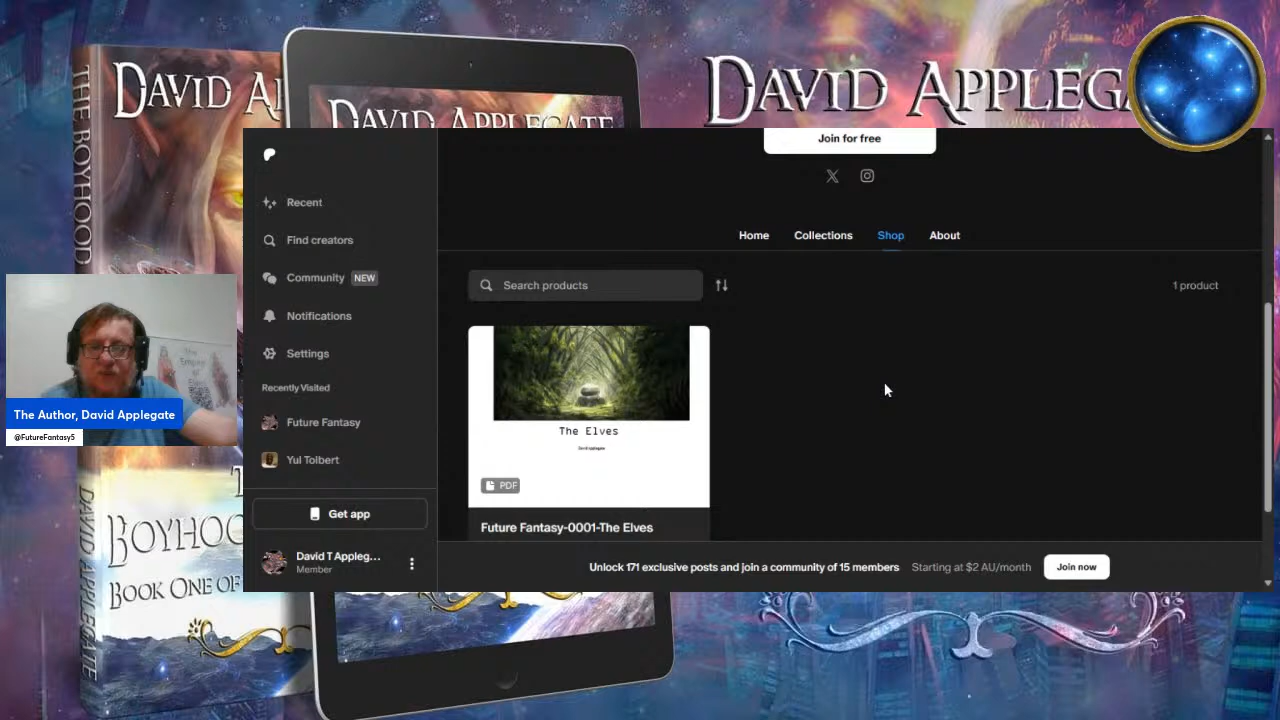 DAVID APPLEGA
THE BOYHOOD
DAVID AP
DAVID APPLEGATE
Join for free
Recent
Find creators
Community NEW
Notifications
Settings
Recently Visited
Future Fantasy
Yul Tolbert
Get app
David T Appleg...
Member
Home Collections Shop About
Search products
1 product
The Elves
David Applegate
PDF
Future Fantasy-0001-The Elves
Unlock 171 exclusive posts and join a community of 15 members Starting at $2 AU/month Join now
The Author, David Applegate
@FutureFantasy5
T
BOYHOO
BOOK ONE OF
DAVID APPLEGATE